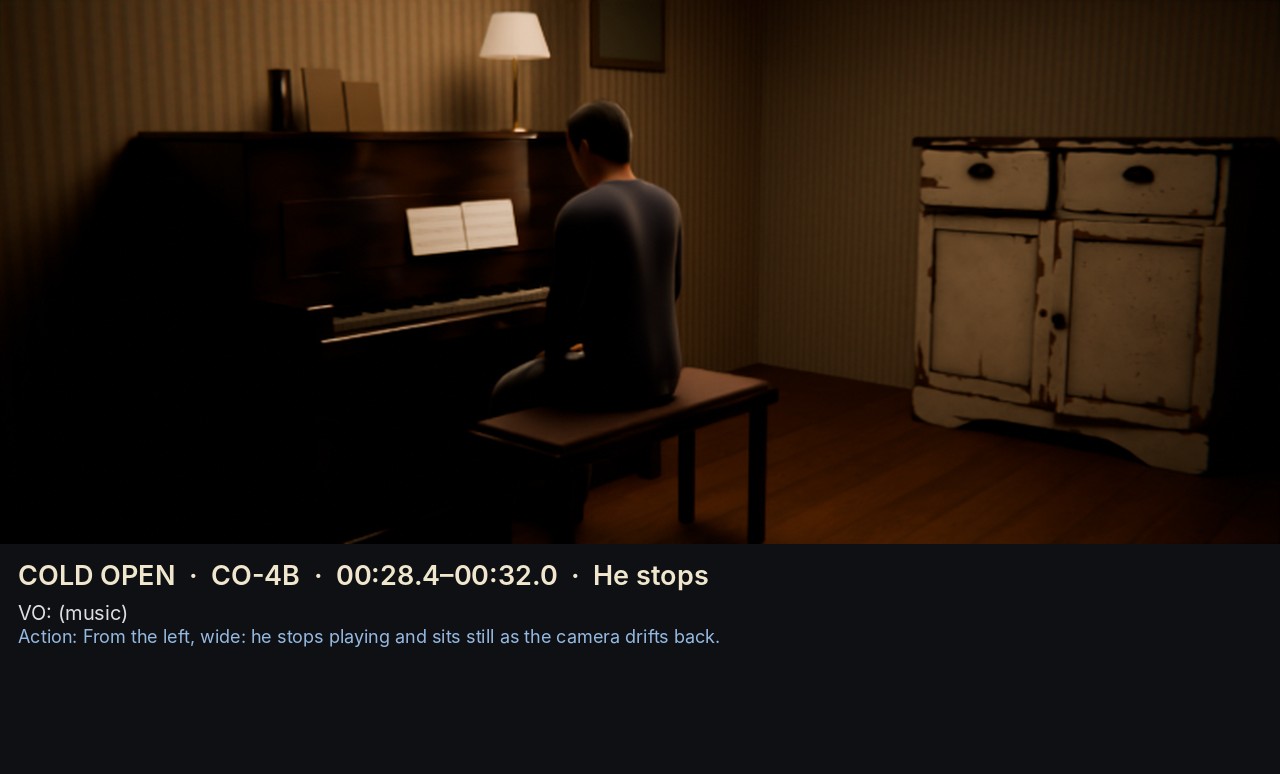 COLD OPEN · CO-4B · 00:28.4–00:32.0 · He stops
VO: (music)
Action: From the left, wide: he stops playing and sits still as the camera drifts back.